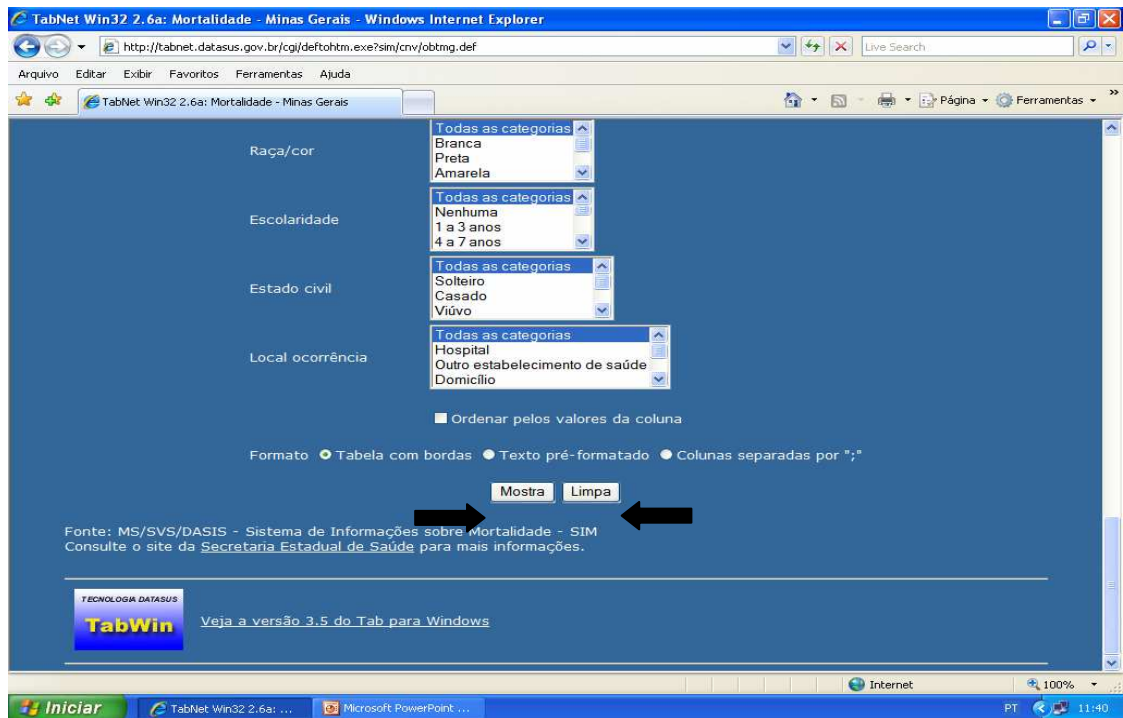 TabNet Win32 2.6a: Mortalidade - Minas Gerais - Windows Internet Explorer
http://tabnet.datasus.gov.br/cgi/deftohtm.exe?sim/cnv/obtmg.def
Live Search
Arquivo Editar Exibir Favoritos Ferramentas Ajuda
TabNet Win32 2.6a: Mortalidade - Minas Gerais
Página
Ferramentas
»
Raça/cor
Todas as categorias
Branca
Preta
Amarela
Escolaridade
Todas as categorias
Nenhuma
1 a 3 anos
4 a 7 anos
Estado civil
Todas as categorias
Solteiro
Casado
Viúvo
Local ocorrência
Todas as categorias
Hospital
Outro estabelecimento de saúde
Domicílio
Ordenar pelos valores da coluna
Formato Tabela com bordas Texto pré-formatado Colunas separadas por ";"
Mostra Limpa
Fonte: MS/SVS/DASIS - Sistema de Informações sobre Mortalidade - SIM
Consulte o site da Secretaria Estadual de Saúde para mais informações.
TECNOLOGIA DATASUS
TabWin
Veja a versão 3.5 do Tab para Windows
Internet
100%
Iniciar
TabNet Win32 2.6a: ...
Microsoft PowerPoint ...
PT
11:40